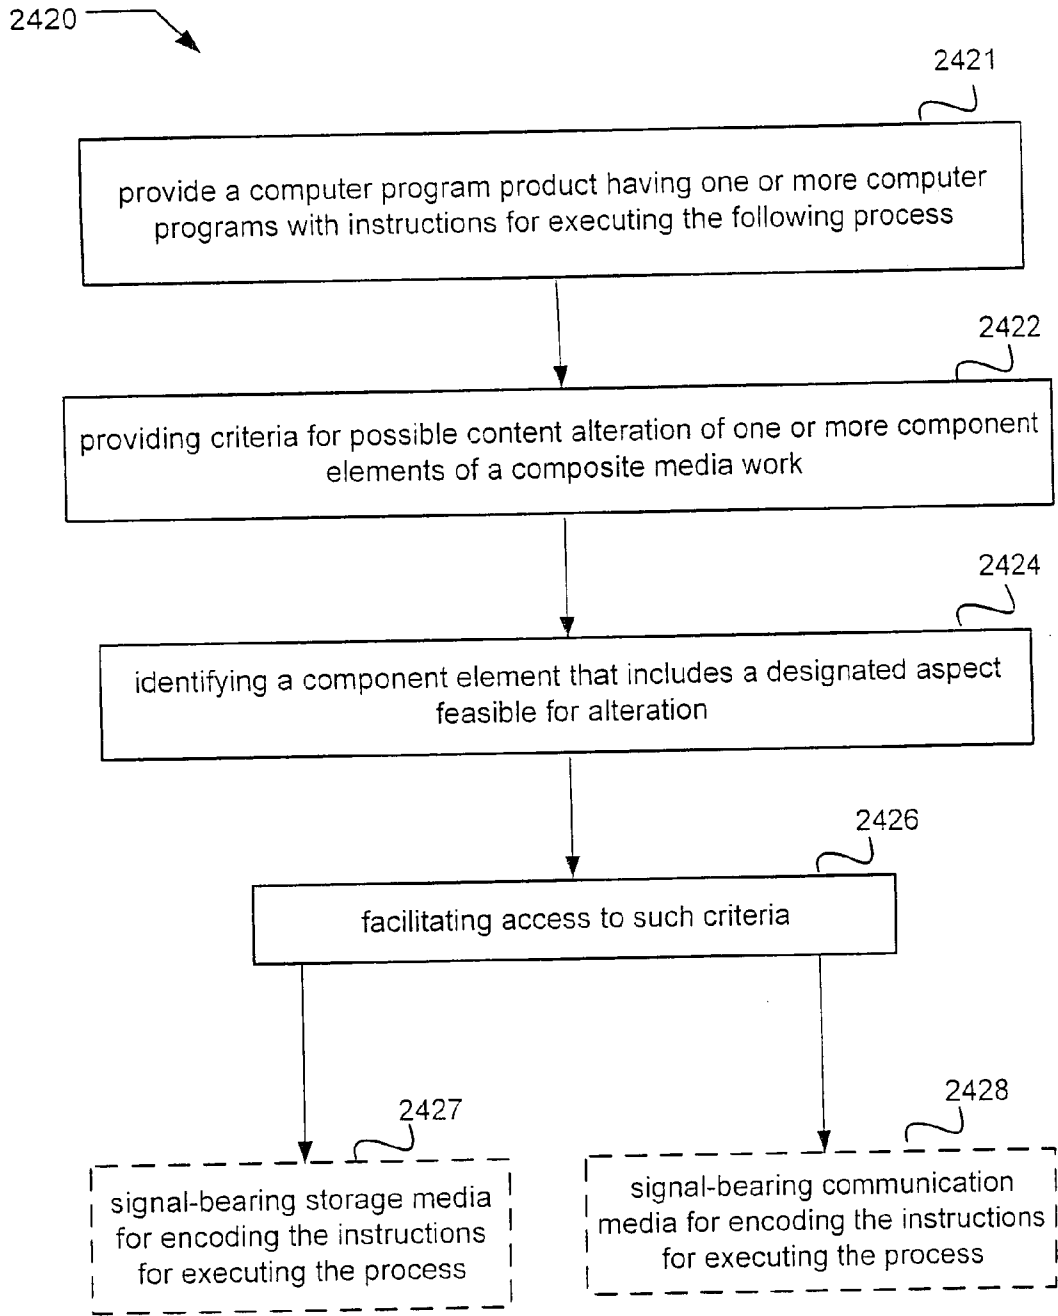 2420
2421
provide a computer program product having one or more computer
programs with instructions for executing the following process
2422
providing criteria for possible content alteration of one or more component
elements of a composite media work
2424
identifying a component element that includes a designated aspect
feasible for alteration
2426
facilitating access to such criteria
2427
signal-bearing storage media
for encoding the instructions
for executing the process
2428
signal-bearing communication
media for encoding the instructions
for executing the process